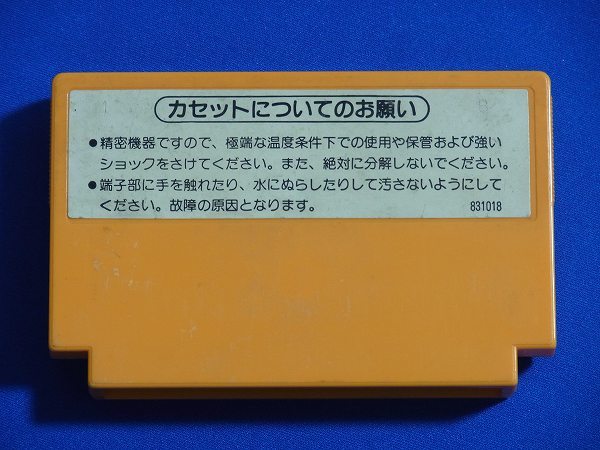 カセットについてのお願い
●精密機器ですので、極端な温度条件下での使用や保管および強い
ショックをさけてください。また、絶対に分解しないでください。
●端子部に手を触れたり、水にぬらしたりして汚さないようにして
ください。故障の原因となります。
831018